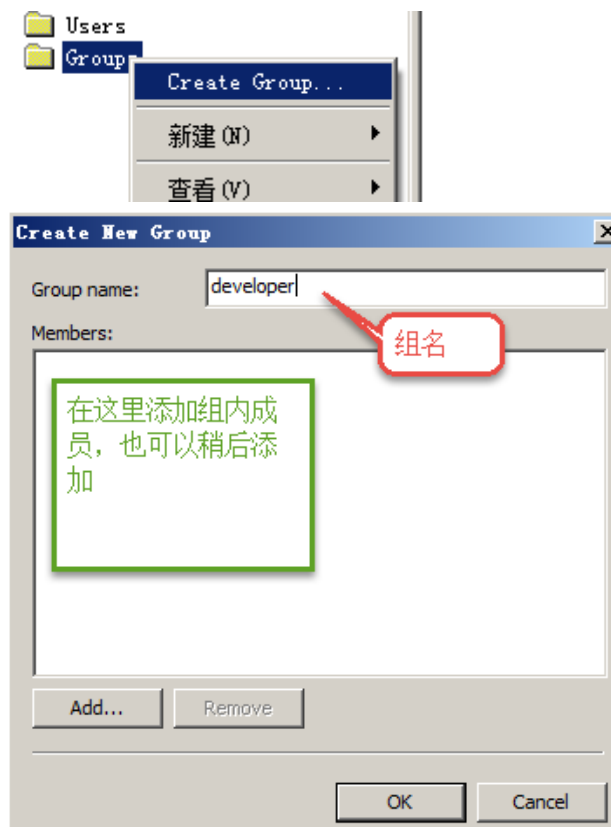 Users
Groups
Create Group...
新建(N)
查看(V)
Create New Group
Group name:
developer
组名
Members:
在这里添加组内成
员，也可以稍后添
加
Add...
Remove
OK
Cancel